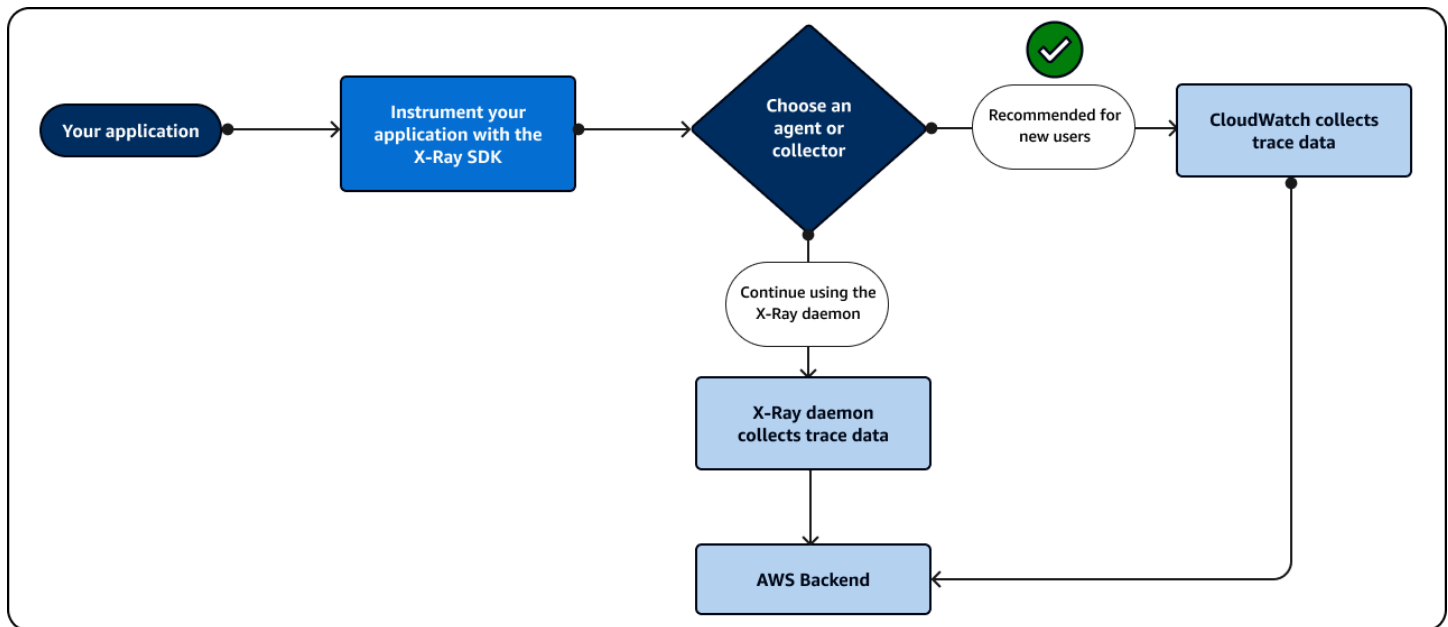 Your application
Instrument your
application with the
X-Ray SDK
Choose an
agent or
collector
Recommended for
new users
CloudWatch collects
trace data
Continue using the
X-Ray daemon
X-Ray daemon
collects trace data
AWS Backend